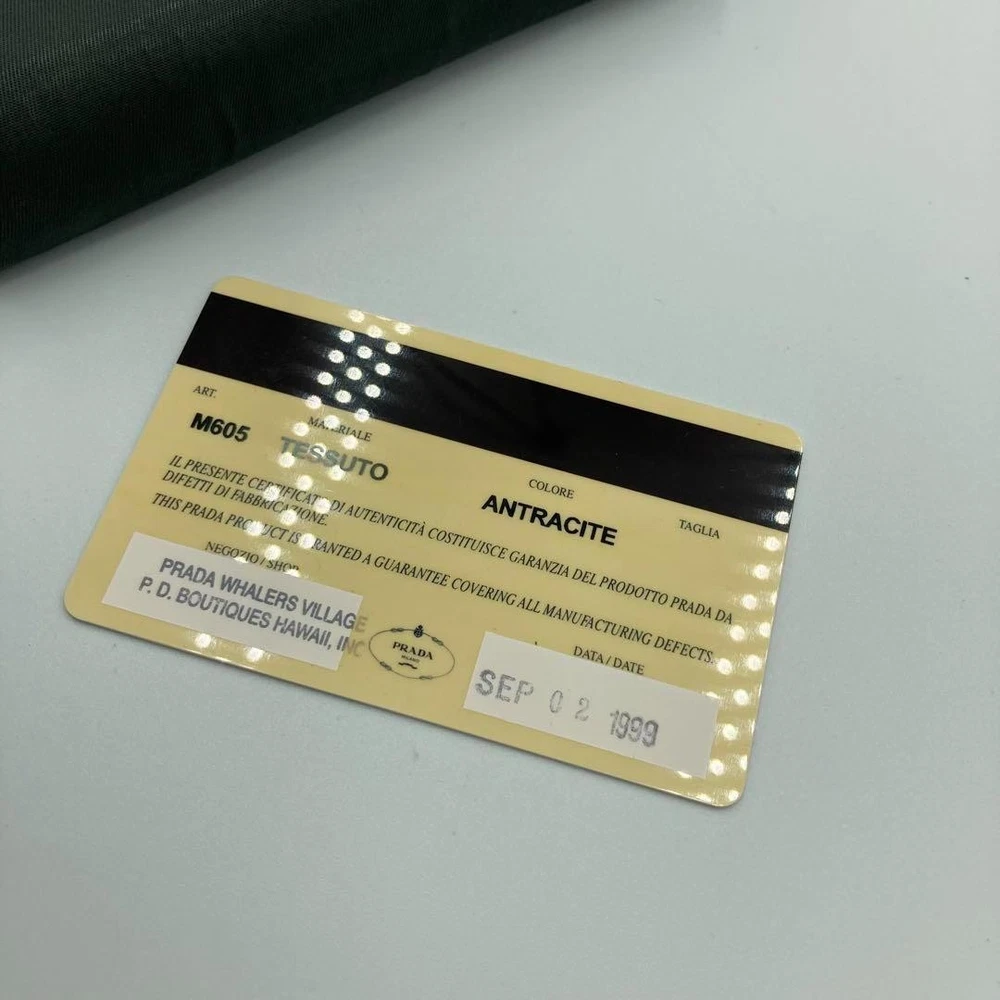 ART.
M605
MATERIALE
TESSUTO
COLORE
ANTRACITE
TAGLIA
IL PRESENTE CERTIFICATO DI AUTENTICITÀ COSTITUISCE GARANZIA DEL PRODOTTO PRADA DA
DIFETTI DI FABBRICAZIONE.
THIS PRADA PRODUCT IS GRANTED A GUARANTEE COVERING ALL MANUFACTURING DEFECTS.
NEGOZIO / SHOP
PRADA WHALERS VILLAGE
P. D. BOUTIQUES HAWAII, INC
PRADA
MILANO
DATA / DATE
SEP 02 1999